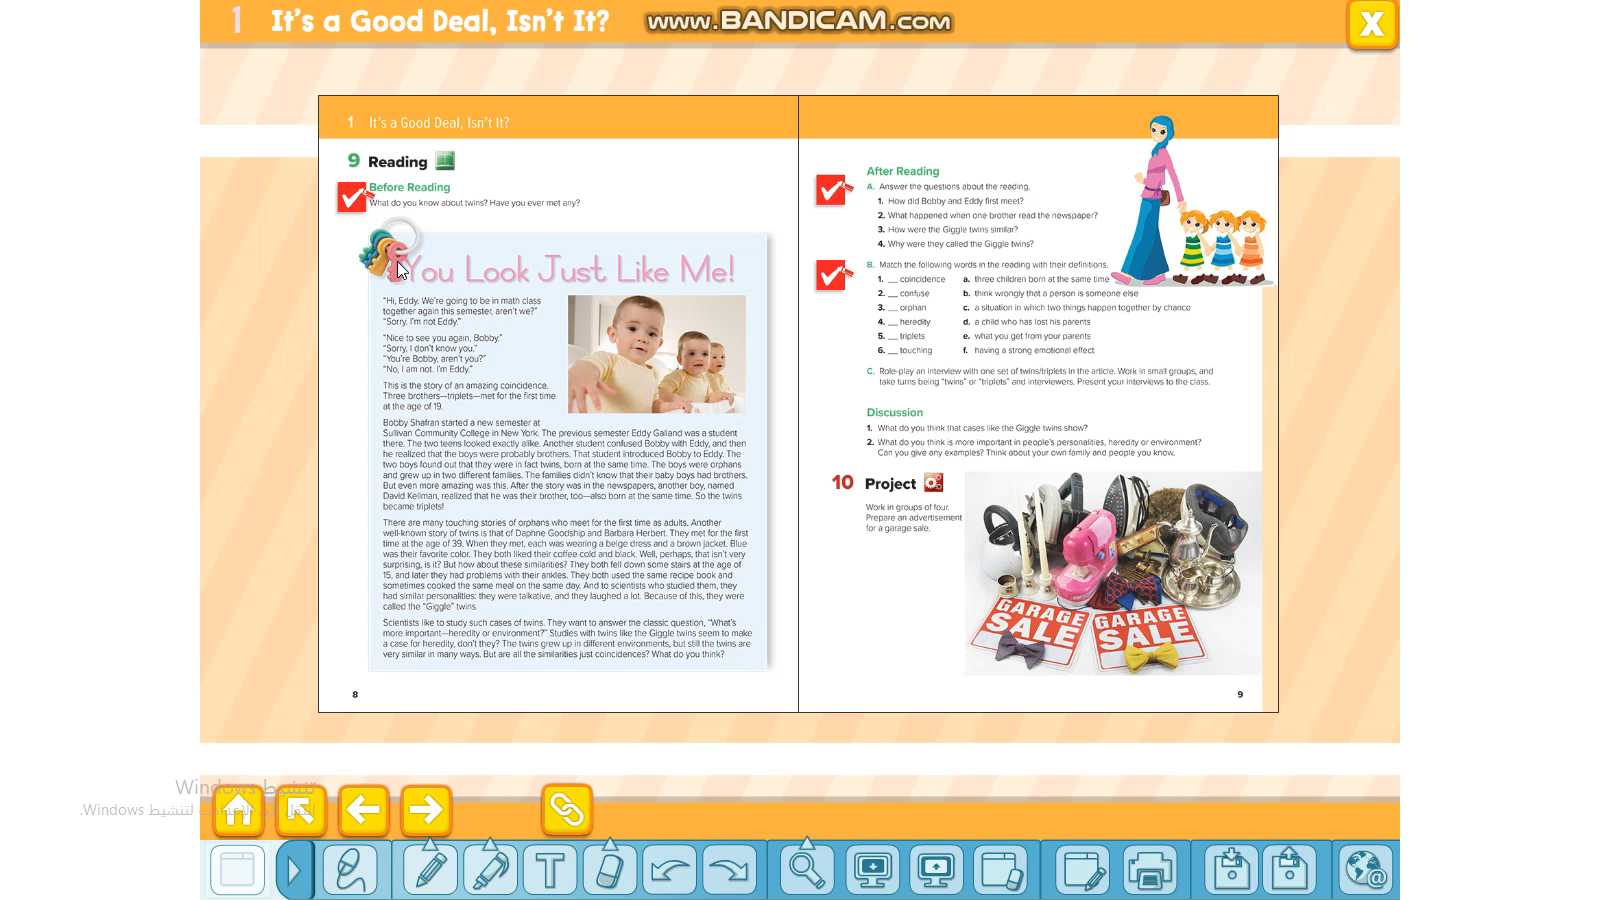 1 It's a Good Deal, Isn't It?
www.BANDICAM.com
X
1 It's a Good Deal, Isn't It?
9 Reading
Before Reading
What do you know about twins? Have you ever met any?
You Look Just Like Me!
"Hi, Eddy. We're going to be in math class
together again this semester, aren't we?"
"Sorry. I'm not Eddy."
"Nice to see you again, Bobby."
"Sorry. I don't know you."
"You're Bobby, aren't you?"
"No, I am not. I'm Eddy."
This is the story of an amazing coincidence.
Three brothers—triplets—met for the first time
at the age of 19.
Bobby Shafran started a new semester at
Sullivan Community College in New York. The previous semester Eddy Galland was a student
there. The two teens looked exactly alike. Another student confused Bobby with Eddy, and then
he realized that the boys were probably brothers. That student introduced Bobby to Eddy. The
two boys found out that they were in fact twins, born at the same time. The boys were orphans
and grew up in two different families. The families didn't know that their baby boys had brothers.
But even more amazing was this. After the story was in the newspapers, another boy, named
David Kellman, realized that he was their brother, too—also born at the same time. So the twins
became triplets!
There are many touching stories of orphans who meet for the first time as adults. Another
well-known story of twins is that of Daphne Goodship and Barbara Herbert. They met for the first
time at the age of 39. When they met, each was wearing a beige dress and a brown jacket. Blue
was their favorite color. They both liked their coffee cold and black. Well, perhaps, that isn't very
surprising, is it? But how about these similarities? They both fell down some stairs at the age of
15, and later they had problems with their ankles. They both used the same recipe book and
sometimes cooked the same meal on the same day. And to scientists who studied them, they
had similar personalities: they were talkative, and they laughed a lot. Because of this, they were
called the "Giggle" twins.
Scientists like to study such cases of twins. They want to answer the classic question, "What's
more important—heredity or environment?" Studies with twins like the Giggle twins seem to make
a case for heredity, don't they? The twins grew up in different environments, but still the twins are
very similar in many ways. But are all the similarities just coincidences? What do you think?
8
After Reading
A. Answer the questions about the reading.
1. How did Bobby and Eddy first meet?
2. What happened when one brother read the newspaper?
3. How were the Giggle twins similar?
4. Why were they called the Giggle twins?
B. Match the following words in the reading with their definitions.
1. __ coincidence a. three children born at the same time
2. __ confuse b. think wrongly that a person is someone else
3. __ orphan c. a situation in which two things happen together by chance
4. __ heredity d. a child who has lost his parents
5. __ triplets e. what you get from your parents
6. __ touching f. having a strong emotional effect
C. Role-play an interview with one set of twins/triplets in the article. Work in small groups, and
take turns being "twins" or "triplets" and interviewers. Present your interviews to the class.
Discussion
1. What do you think that cases like the Giggle twins show?
2. What do you think is more important in people's personalities, heredity or environment?
Can you give any examples? Think about your own family and people you know.
10 Project
Work in groups of four.
Prepare an advertisement
for a garage sale.
GARAGE
SALE
GARAGE
SALE
9
تنشيط Windows
انتقل إلى الإعدادات لتنشيط Windows.
T
@